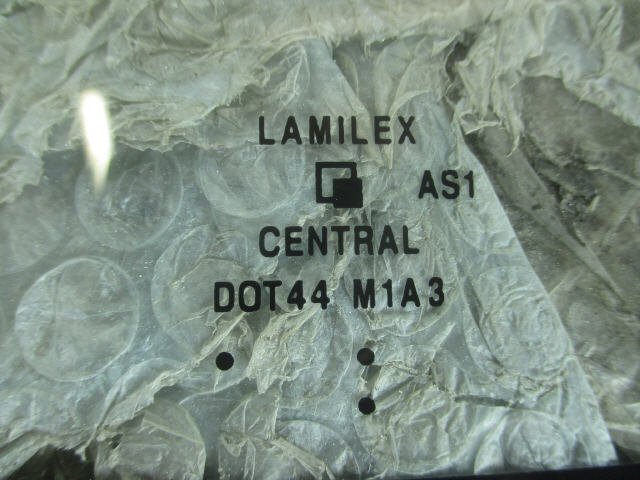 LAMILEX
AS1
CENTRAL
DOT44 M1A3